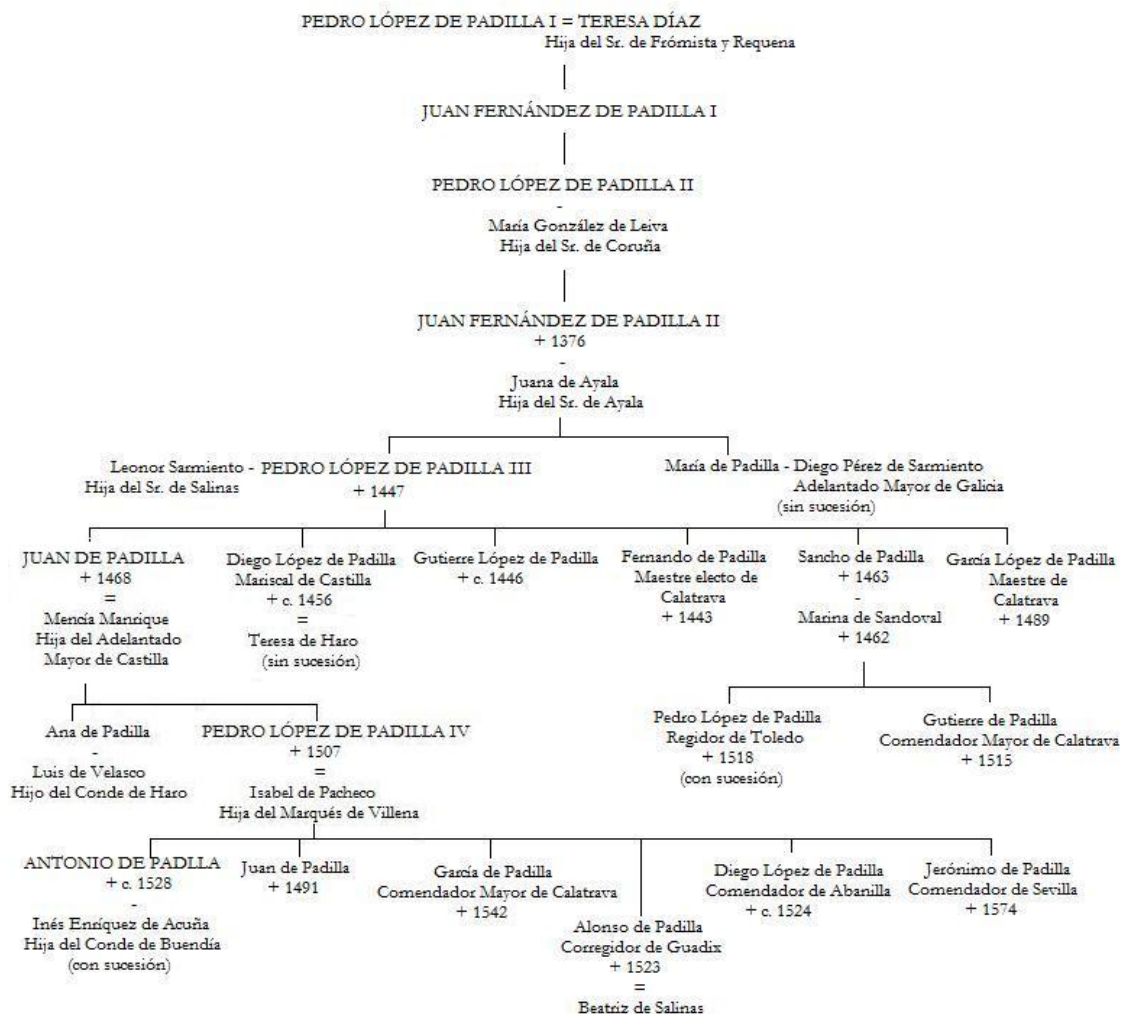 PEDRO LÓPEZ DE PADILLA I = TERESA DÍAZ
Hija del Sr. de Frómista y Requena
JUAN FERNÁNDEZ DE PADILLA I
PEDRO LÓPEZ DE PADILLA II
-
María González de Leiva
Hija del Sr. de Coruña
JUAN FERNÁNDEZ DE PADILLA II
+ 1376
-
Juana de Ayala
Hija del Sr. de Ayala
Leonor Sarmiento - PEDRO LÓPEZ DE PADILLA III
Hija del Sr. de Salinas
+ 1447
María de Padilla - Diego Pérez de Sarmiento
Adelantado Mayor de Galicia
(sin sucesión)
JUAN DE PADILLA
+ 1468
=
Mencía Manrique
Hija del Adelantado
Mayor de Castilla
Diego López de Padilla
Mariscal de Castilla
+ c. 1456
=
Teresa de Haro
(sin sucesión)
Gutierre López de Padilla
+ c. 1446
Fernando de Padilla
Maestre electo de
Calatrava
+ 1443
Sancho de Padilla
+ 1463
-
Marina de Sandoval
+ 1462
García López de Padilla
Maestre de
Calatrava
+ 1489
Ana de Padilla
-
Luis de Velasco
Hijo del Conde de Haro
PEDRO LÓPEZ DE PADILLA IV
+ 1507
=
Isabel de Pacheco
Hija del Marqués de Villena
Pedro López de Padilla
Regidor de Toledo
+ 1518
(con sucesión)
Gutierre de Padilla
Comendador Mayor de Calatrava
+ 1515
ANTONIO DE PADLLA
+ c. 1528
-
Inés Enríquez de Acuña
Hija del Conde de Buendía
(con sucesión)
Juan de Padilla
+ 1491
García de Padilla
Comendador Mayor de Calatrava
+ 1542
Alonso de Padilla
Corregidor de Guadix
+ 1523
=
Beatriz de Salinas
Diego López de Padilla
Comendador de Abanilla
+ c. 1524
Jerónimo de Padilla
Comendador de Sevilla
+ 1574